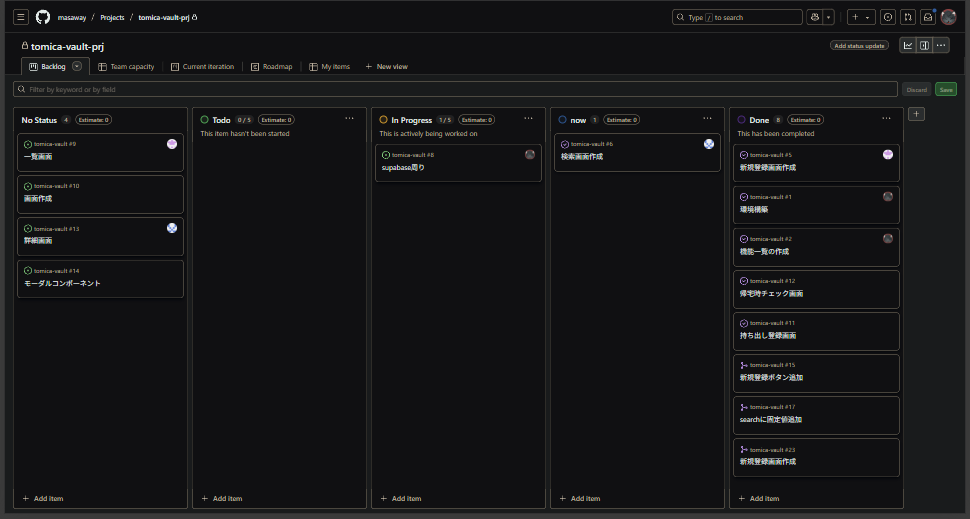 masaway / Projects / tomica-vault-prj
Type / to search
tomica-vault-prj
Add status update
Backlog
Team capacity
Current iteration
Roadmap
My items
+ New view
Filter by keyword or by field
Discard
Save
No Status 4 Estimate: 0
tomica-vault #9
一覧画面
tomica-vault #10
画面作成
tomica-vault #13
詳細画面
tomica-vault #14
モーダルコンポーネント
+ Add item
Todo 0 / 5 Estimate: 0
This item hasn't been started
+ Add item
In Progress 1 / 5 Estimate: 0
This is actively being worked on
tomica-vault #8
supabase周り
+ Add item
now 1 Estimate: 0
tomica-vault #6
検索画面作成
+ Add item
Done 8 Estimate: 0
This has been completed
tomica-vault #5
新規登録画面作成
tomica-vault #1
環境構築
tomica-vault #2
機能一覧の作成
tomica-vault #12
帰宅時チェック画面
tomica-vault #11
持ち出し登録画面
tomica-vault #15
新規登録ボタン追加
tomica-vault #17
searchに固定値追加
tomica-vault #23
新規登録画面作成
+ Add item